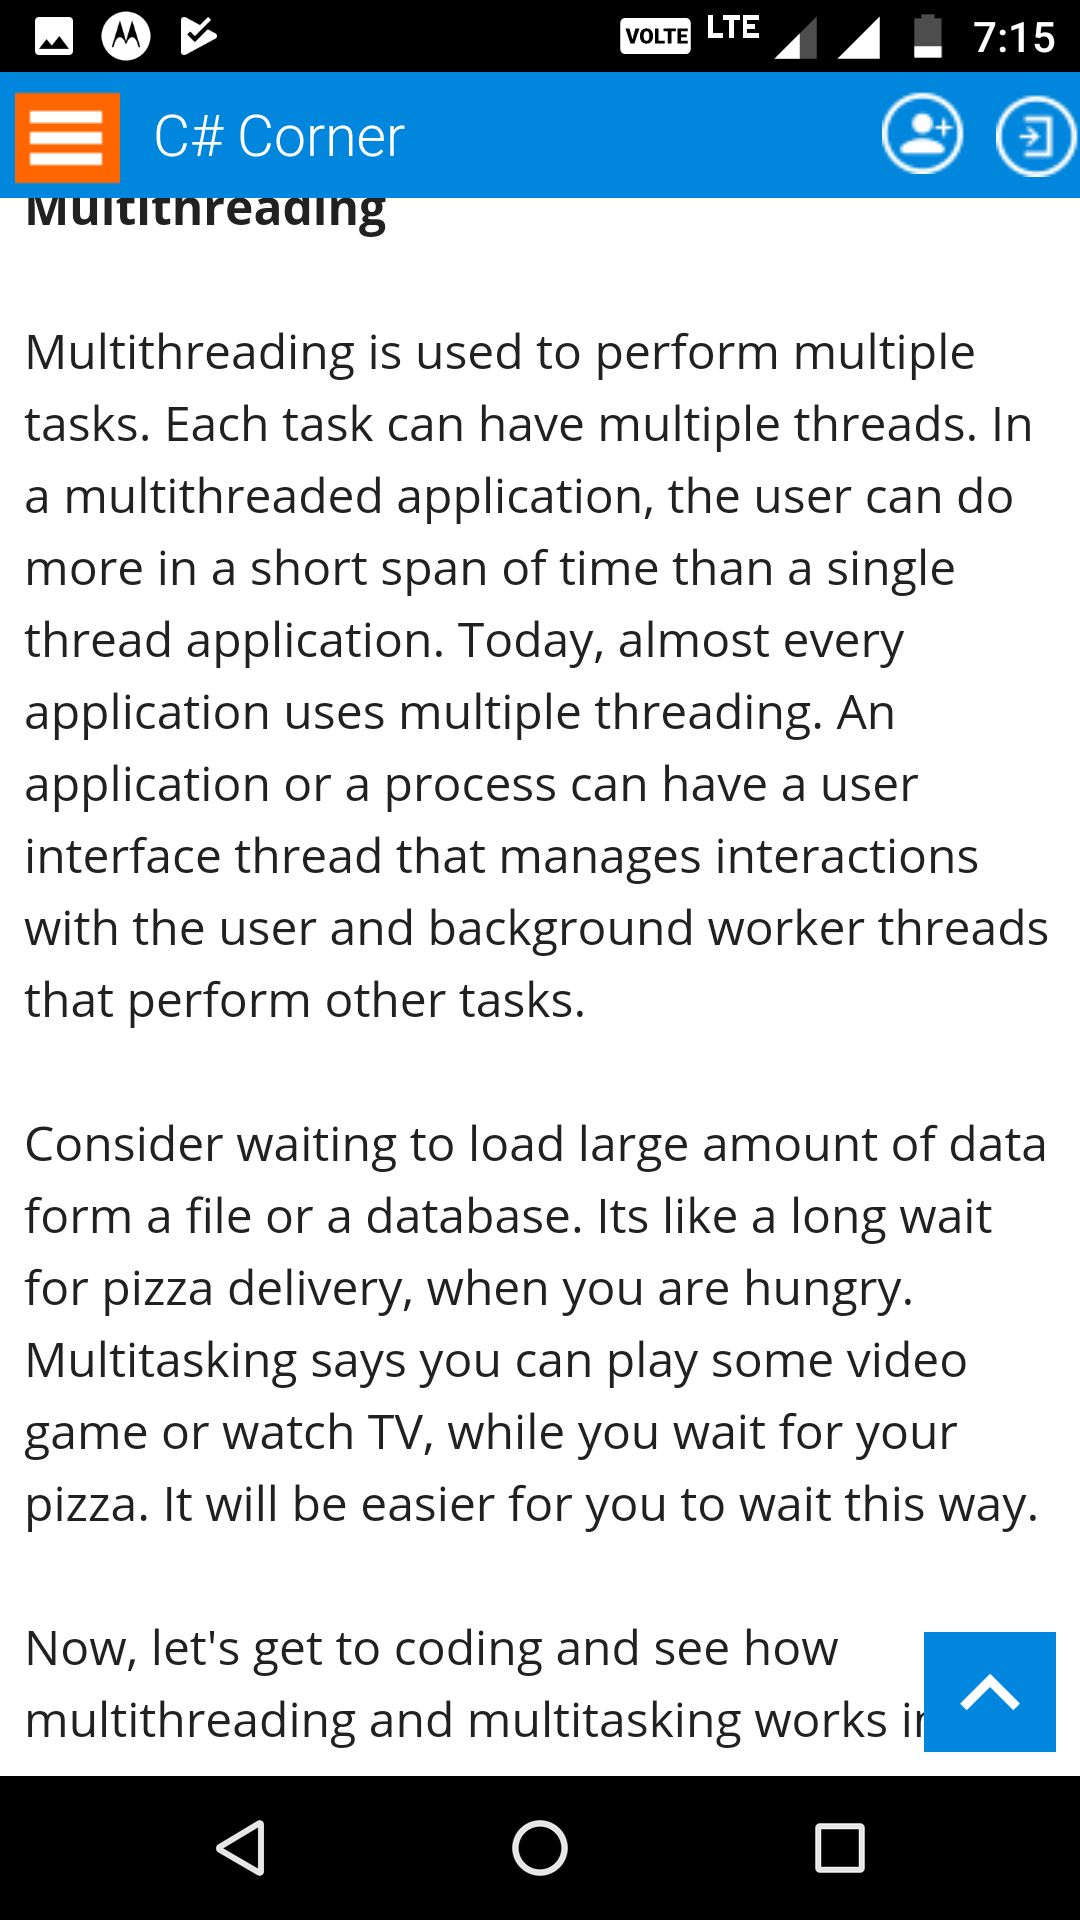 VOLTE LTE 7:15
C# Corner
Multithreading
Multithreading is used to perform multiple
tasks. Each task can have multiple threads. In
a multithreaded application, the user can do
more in a short span of time than a single
thread application. Today, almost every
application uses multiple threading. An
application or a process can have a user
interface thread that manages interactions
with the user and background worker threads
that perform other tasks.
Consider waiting to load large amount of data
form a file or a database. Its like a long wait
for pizza delivery, when you are hungry.
Multitasking says you can play some video
game or watch TV, while you wait for your
pizza. It will be easier for you to wait this way.
Now, let's get to coding and see how
multithreading and multitasking works